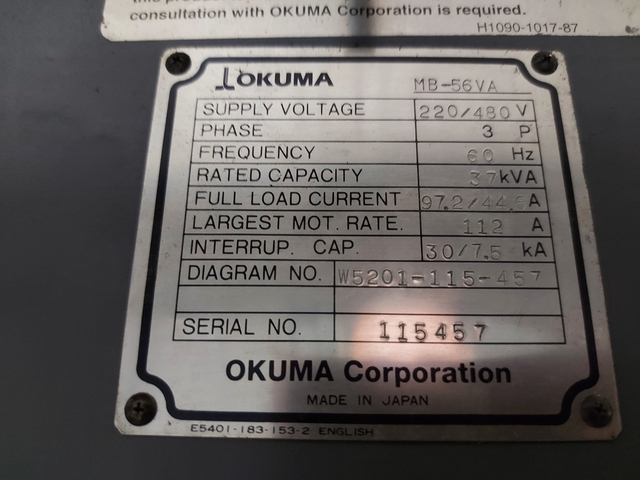 consultation with OKUMA Corporation is required.
H1090-1017-87
OKUMA MB-56VA
SUPPLY VOLTAGE 220/480 V
PHASE 3 P
FREQUENCY 60 Hz
RATED CAPACITY 37 kVA
FULL LOAD CURRENT 97.2/44.5 A
LARGEST MOT. RATE. 112 A
INTERRUP. CAP. 30/7.5 kA
DIAGRAM NO. W5201-115-457
SERIAL NO. 115457
OKUMA Corporation
MADE IN JAPAN
E5401-183-153-2 ENGLISH